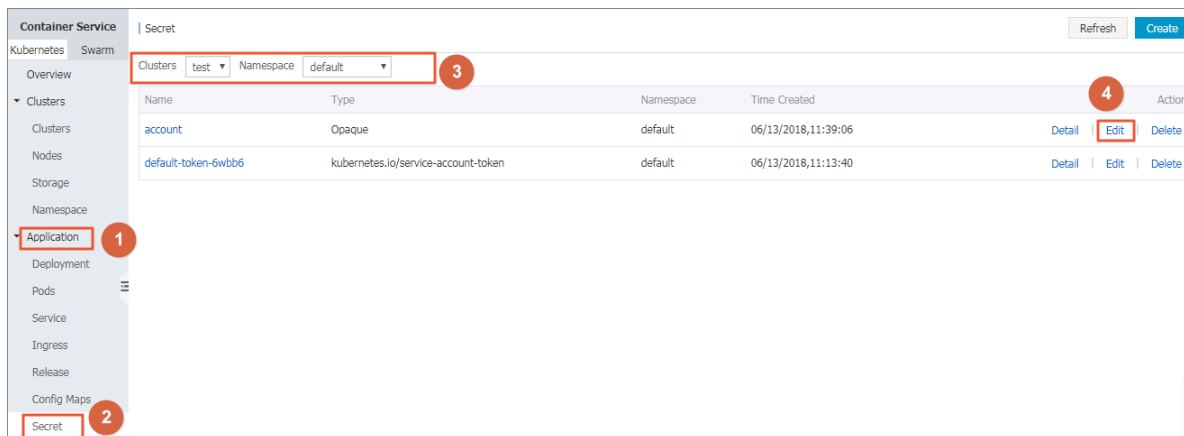 Container Service
Kubernetes Swarm
Overview
Clusters
Clusters
Nodes
Storage
Namespace
Application 1
Deployment
Pods
Service
Ingress
Release
Config Maps
Secret 2
Secret Refresh Create
Clusters test Namespace default 3
Name Type Namespace Time Created 4 Action
account Opaque default 06/13/2018,11:39:06 Detail | Edit | Delete
default-token-6wbb6 kubernetes.io/service-account-token default 06/13/2018,11:13:40 Detail | Edit | Delete